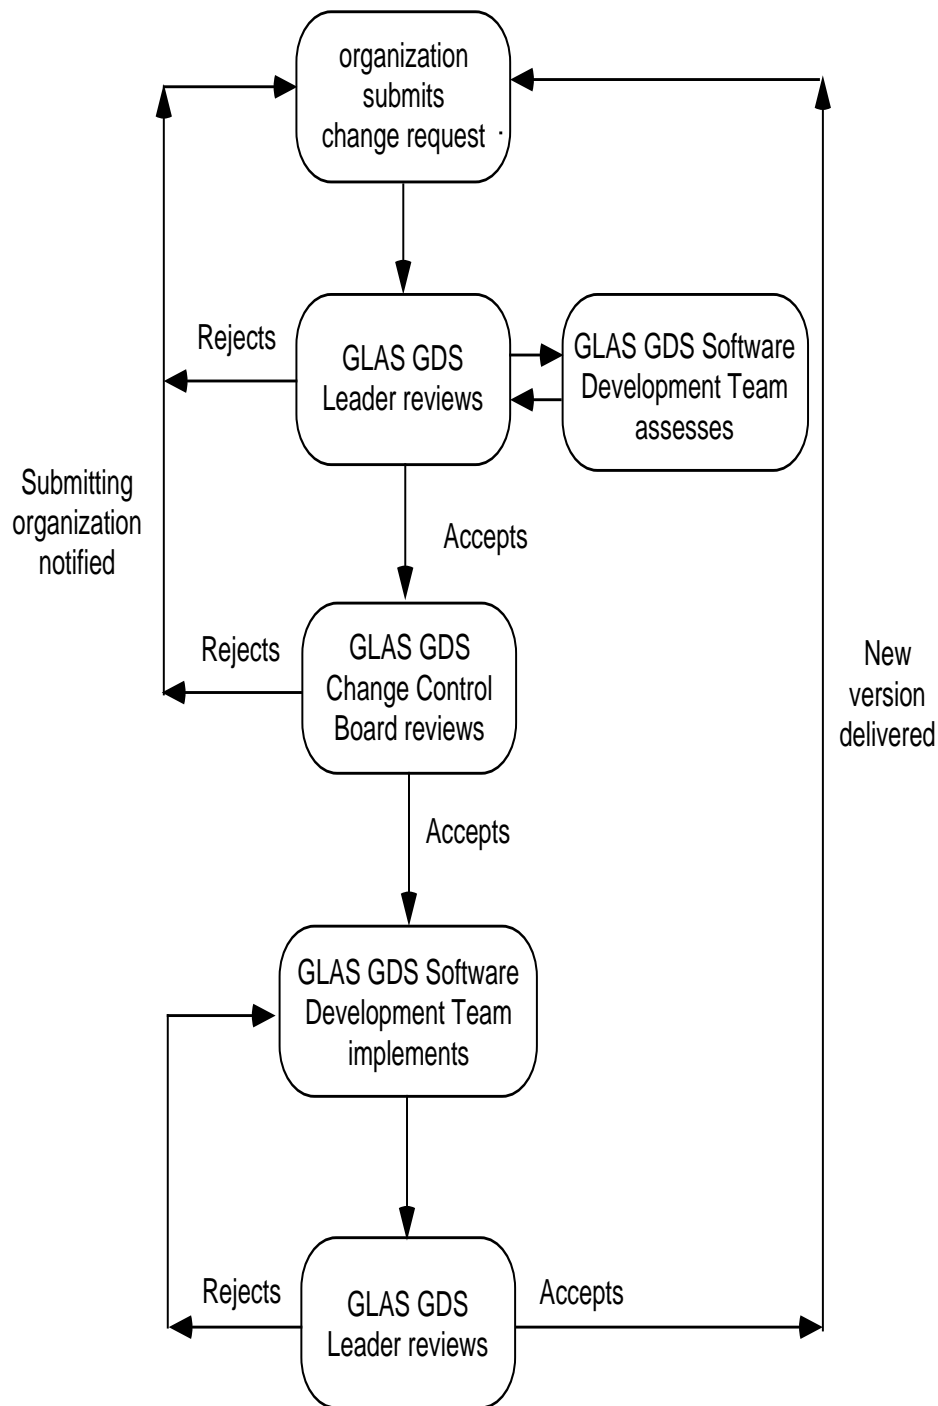 organization
submits
change request
Rejects
GLAS GDS
Leader reviews
GLAS GDS Software
Development Team
assesses
Submitting
organization
notified
Accepts
Rejects
GLAS GDS
Change Control
Board reviews
New
version
delivered
Accepts
GLAS GDS Software
Development Team
implements
Rejects
GLAS GDS
Leader reviews
Accepts